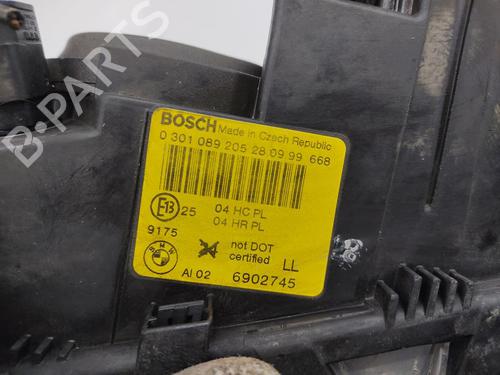 BOSCH Made in Czech Republic
0 301 089 205 28 09 99 668
E13 25 04 HC PL
04 HR PL
9175
not DOT
certified LL
BMW
AI 02 6902745
B-PARTS